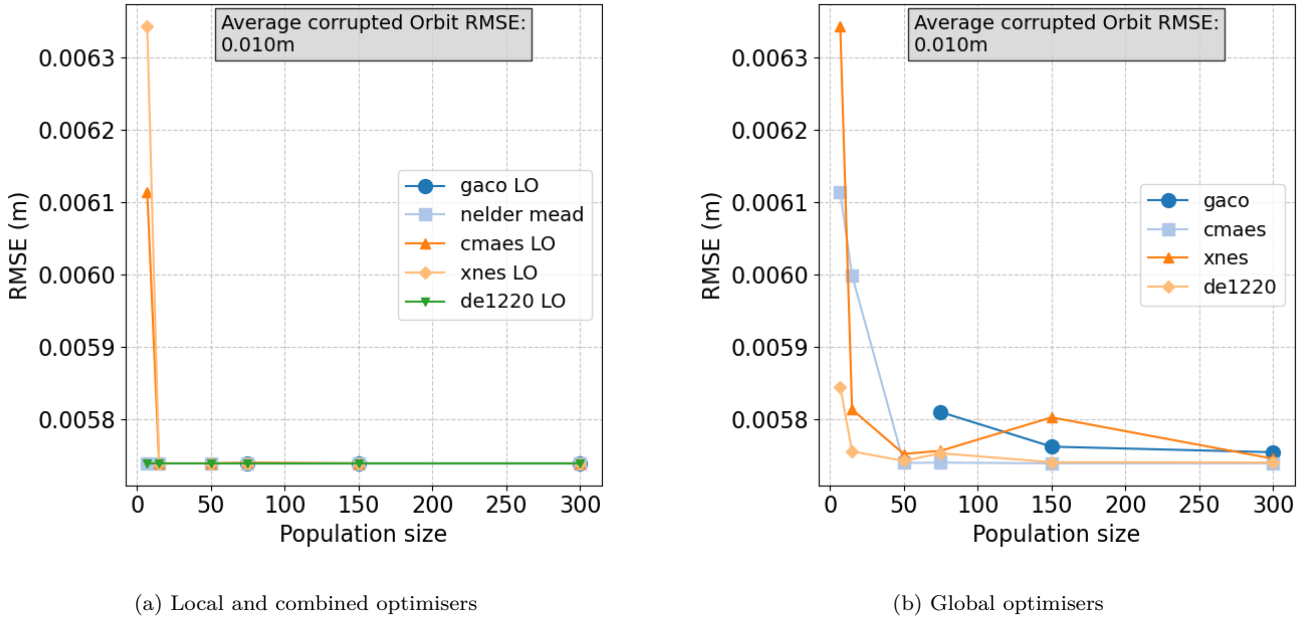 Average corrupted Orbit RMSE:
0.010m
0.0063
0.0062
0.0061
0.0060
0.0059
0.0058
RMSE (m)
gaco LO
nelder mead
cmaes LO
xnes LO
de1220 LO
0 50 100 150 200 250 300
Population size
(a) Local and combined optimisers
Average corrupted Orbit RMSE:
0.010m
0.0063
0.0062
0.0061
0.0060
0.0059
0.0058
RMSE (m)
gaco
cmaes
xnes
de1220
0 50 100 150 200 250 300
Population size
(b) Global optimisers